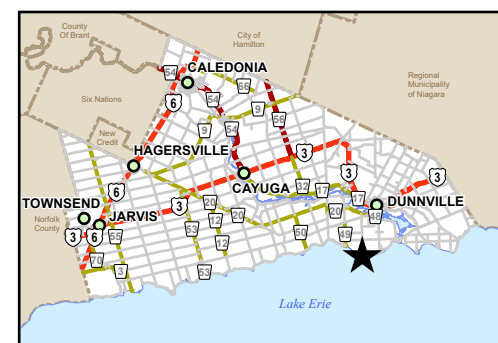 County
Of Brant
City of
Hamilton
CALEDONIA
54
6
54
66
Regional
Municipality
of Niagara
Six Nations
9
56
New
Credit
9
54
HAGERSVILLE
3
3
3
6
CAYUGA
32
17
17
TOWNSEND
3
20
DUNNVILLE
Norfolk
County
JARVIS
20
12
20
48
3
6
55
53
12
50
49
70
3
53
Lake Erie